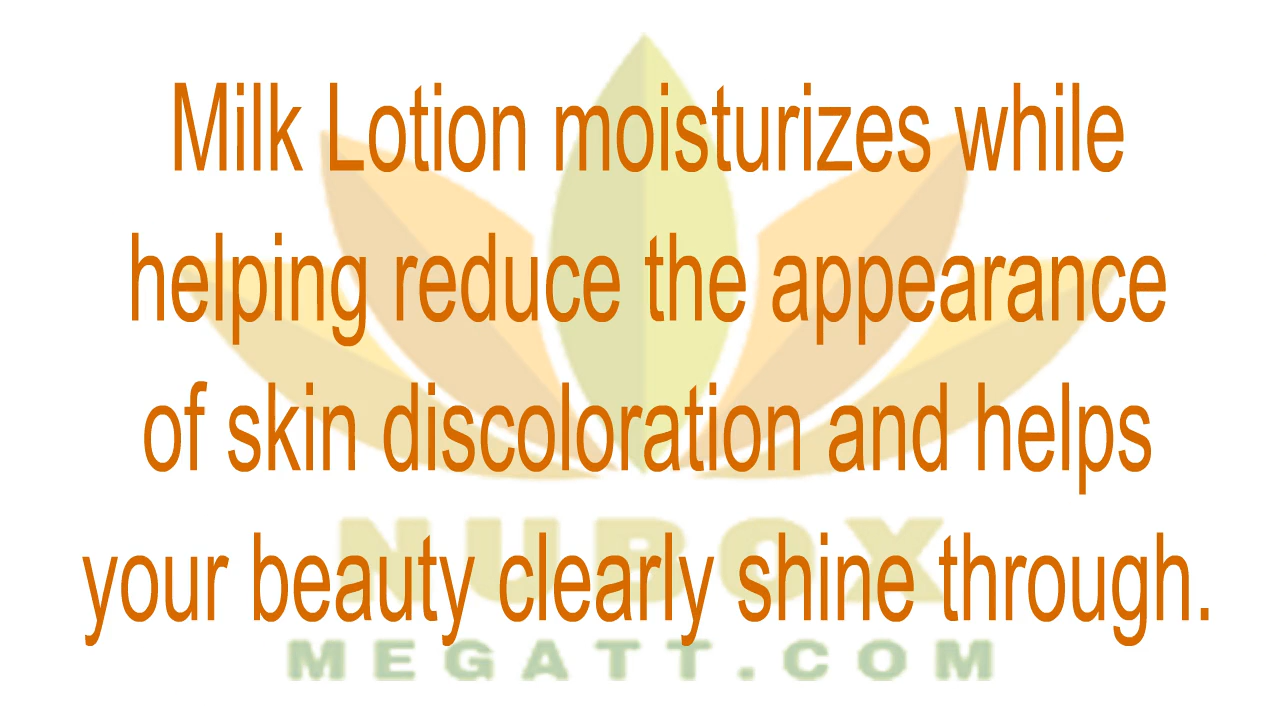 Milk Lotion moisturizes while
helping reduce the appearance
of skin discoloration and helps
your beauty clearly shine through.
NUBOX
MEGATT.COM